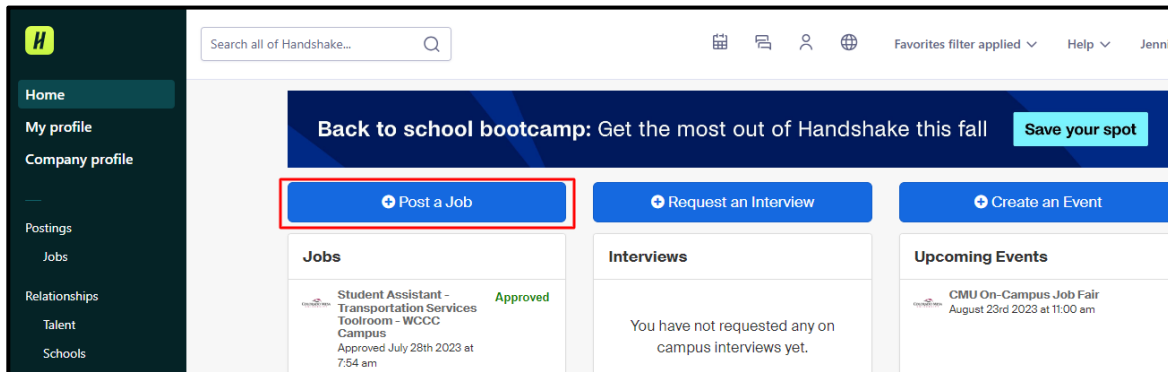 H
Search all of Handshake...
Favorites filter applied
Help
Jenni
Home
My profile
Company profile
Back to school bootcamp: Get the most out of Handshake this fall
Save your spot
Post a Job
Request an Interview
Create an Event
Postings
Jobs
Relationships
Talent
Schools
Jobs
Student Assistant -
Transportation Services
Toolroom - WCCC
Campus
Approved
Approved July 28th 2023 at
7:54 am
Interviews
You have not requested any on
campus interviews yet.
Upcoming Events
CMU On-Campus Job Fair
August 23rd 2023 at 11:00 am